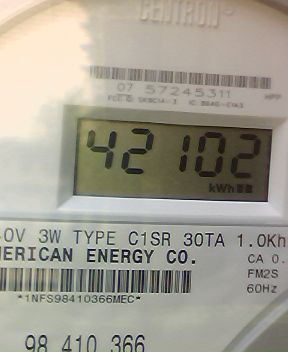 CENTRON®
07 57245311
42102
kWh
0V 3W TYPE C1SR 30TA 1.0Kh
MERICAN ENERGY CO.
CA 0.
FM2S
*1NFS98410366MEC*
60Hz
98 410 366